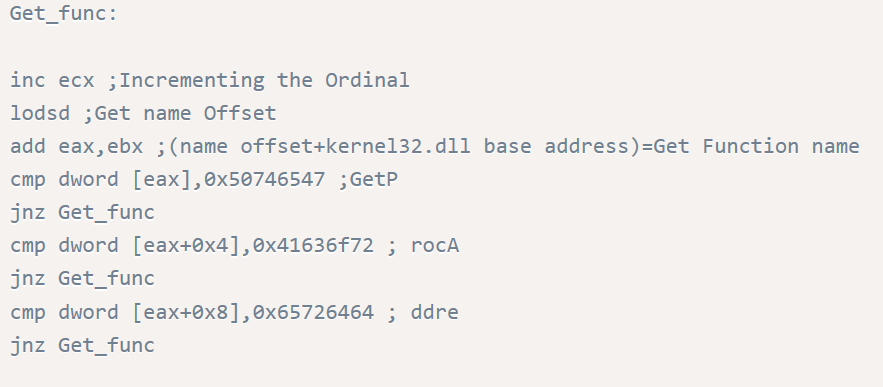 Get_func:
inc ecx ;Incrementing the Ordinal
lodsd ;Get name Offset
add eax,ebx ;(name offset+kernel32.dll base address)=Get Function name
cmp dword [eax],0x50746547 ;GetP
jnz Get_func
cmp dword [eax+0x4],0x41636f72 ; rocA
jnz Get_func
cmp dword [eax+0x8],0x65726464 ; ddre
jnz Get_func